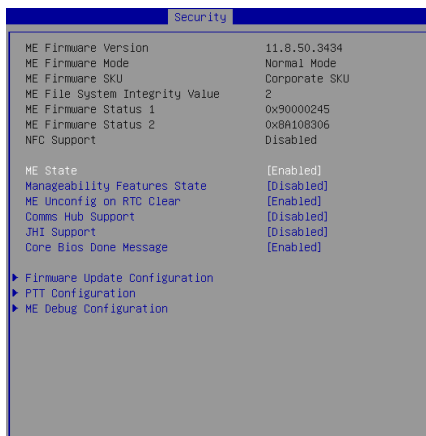 Security
ME Firmware Version 11.8.50.3434
ME Firmware Mode Normal Mode
ME Firmware SKU Corporate SKU
ME File System Integrity Value 2
ME Firmware Status 1 0x90000245
ME Firmware Status 2 0x8A108306
NFC Support Disabled
ME State [Enabled]
Manageability Features State [Disabled]
ME Unconfig on RTC Clear [Enabled]
Comms Hub Support [Disabled]
JHI Support [Disabled]
Core Bios Done Message [Enabled]
Firmware Update Configuration
PTT Configuration
ME Debug Configuration